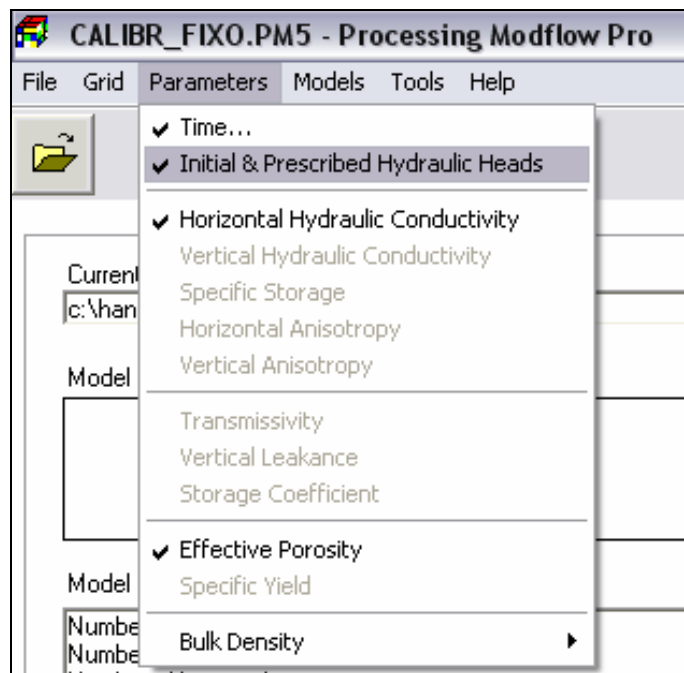 CALIBR_FIXO.PM5 - Processing Modflow Pro
File Grid Parameters Models Tools Help
Time...
Initial & Prescribed Hydraulic Heads
Horizontal Hydraulic Conductivity
Vertical Hydraulic Conductivity
Specific Storage
Horizontal Anisotropy
Vertical Anisotropy
Transmissivity
Vertical Leakance
Storage Coefficient
Effective Porosity
Specific Yield
Bulk Density
Current
c:\han
Model
Model
Numbe
Numbe